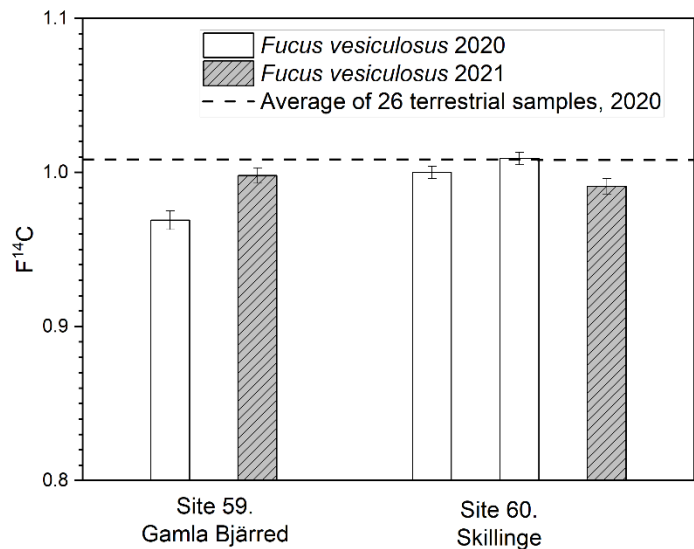 1.1
Fucus vesiculosus 2020
Fucus vesiculosus 2021
Average of 26 terrestrial samples, 2020
1.0
F¹⁴C
0.9
0.8
Site 59.
Gamla Bjärred
Site 60.
Skillinge